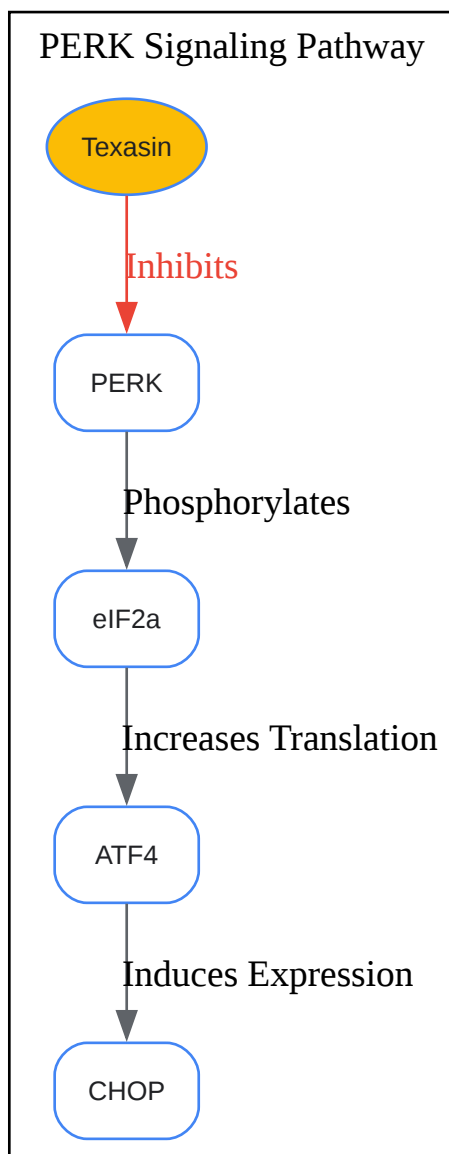 PERK Signaling Pathway
Texasin
Inhibits
PERK
Phosphorylates
eIF2a
Increases Translation
ATF4
Induces Expression
CHOP